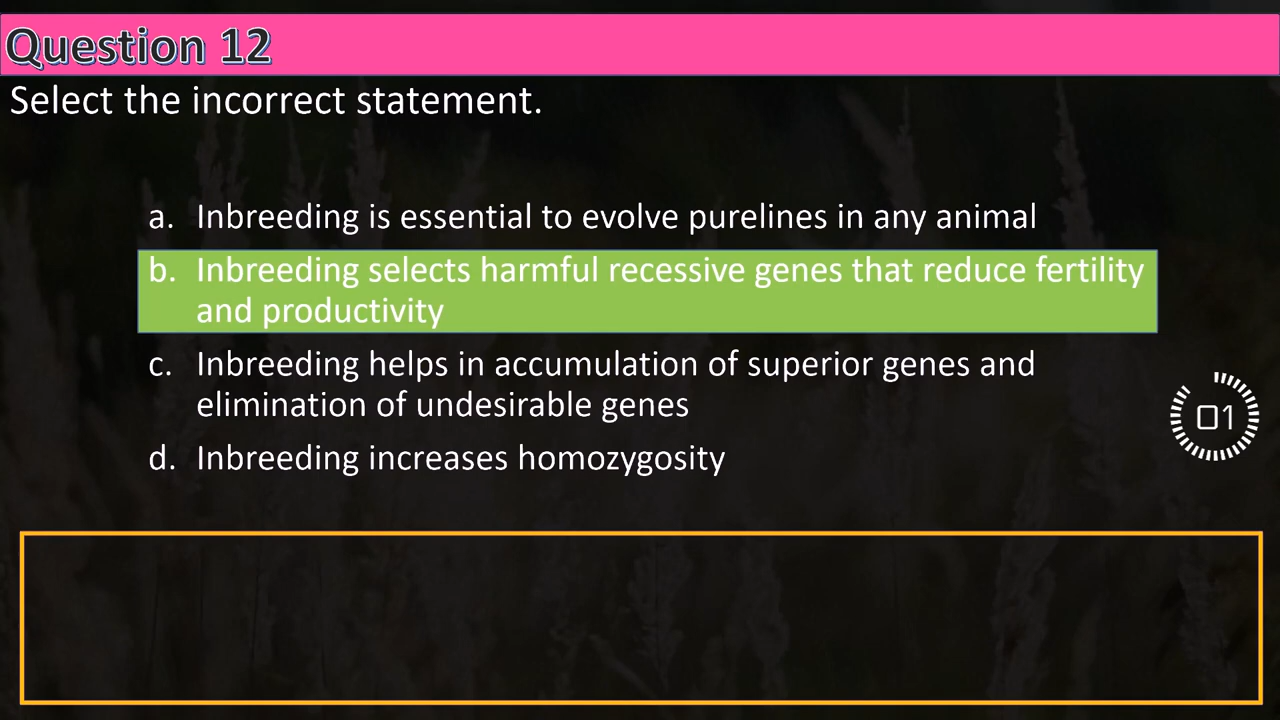 Question 12
Select the incorrect statement.
a. Inbreeding is essential to evolve purelines in any animal
b. Inbreeding selects harmful recessive genes that reduce fertility
and productivity
c. Inbreeding helps in accumulation of superior genes and
elimination of undesirable genes
01
d. Inbreeding increases homozygosity